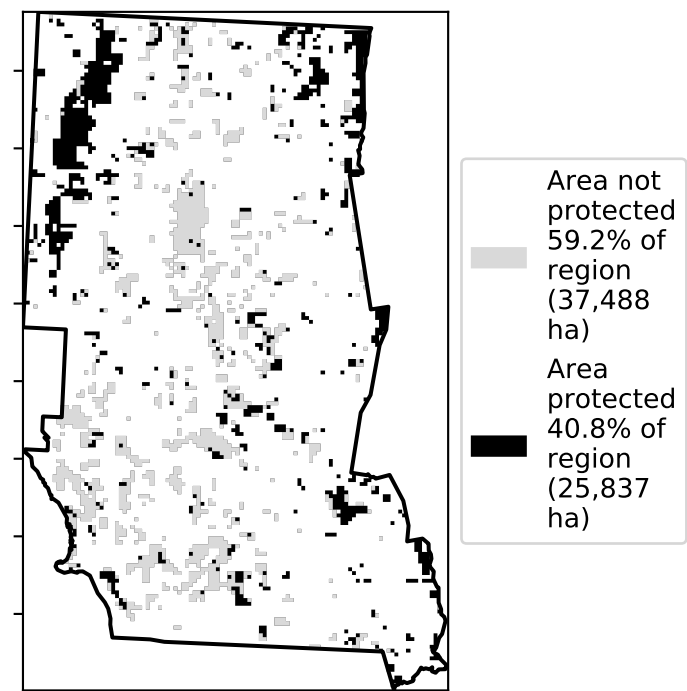 Area not
protected
59.2% of
region
(37,488
ha)
Area
protected
40.8% of
region
(25,837
ha)